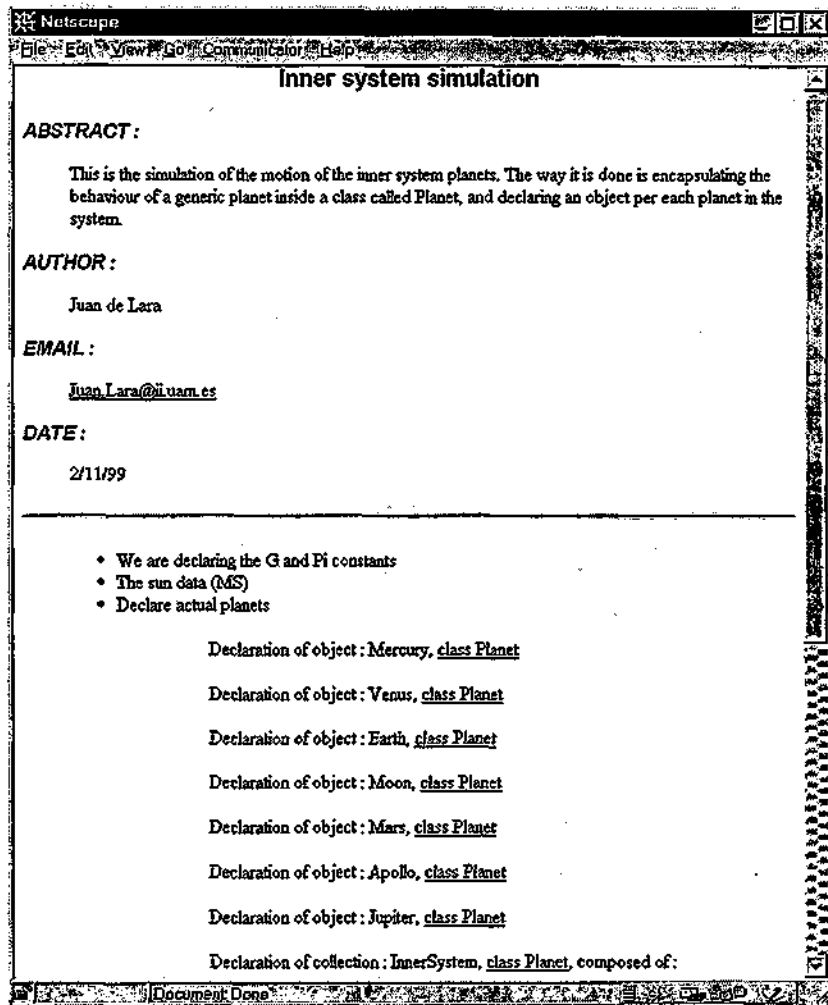 Netscape
File Edit View Go Communicator Help
Inner system simulation
ABSTRACT :
This is the simulation of the motion of the inner system planets. The way it is done is encapsulating the
behaviour of a generic planet inside a class called Planet, and declaring an object per each planet in the
system.
AUTHOR :
Juan de Lara
EMAIL :
Juan.Lara@ii.uam.es
DATE :
2/11/99
• We are declaring the G and Pi constants
• The sun data (MS)
• Declare actual planets
Declaration of object : Mercury, class Planet
Declaration of object : Venus, class Planet
Declaration of object : Earth, class Planet
Declaration of object : Moon, class Planet
Declaration of object : Mars, class Planet
Declaration of object : Apollo, class Planet
Declaration of object : Jupiter, class Planet
Declaration of collection : InnerSystem, class Planet, composed of :
Document Done